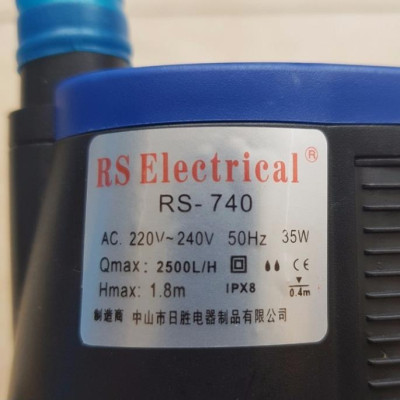 RS Electrical ®
RS-740
AC. 220V~240V 50Hz 35W
Qmax: 2500L/H CE
Hmax: 1.8m IPX8 0.4m
制造商 中山市日胜电器制品有限公司